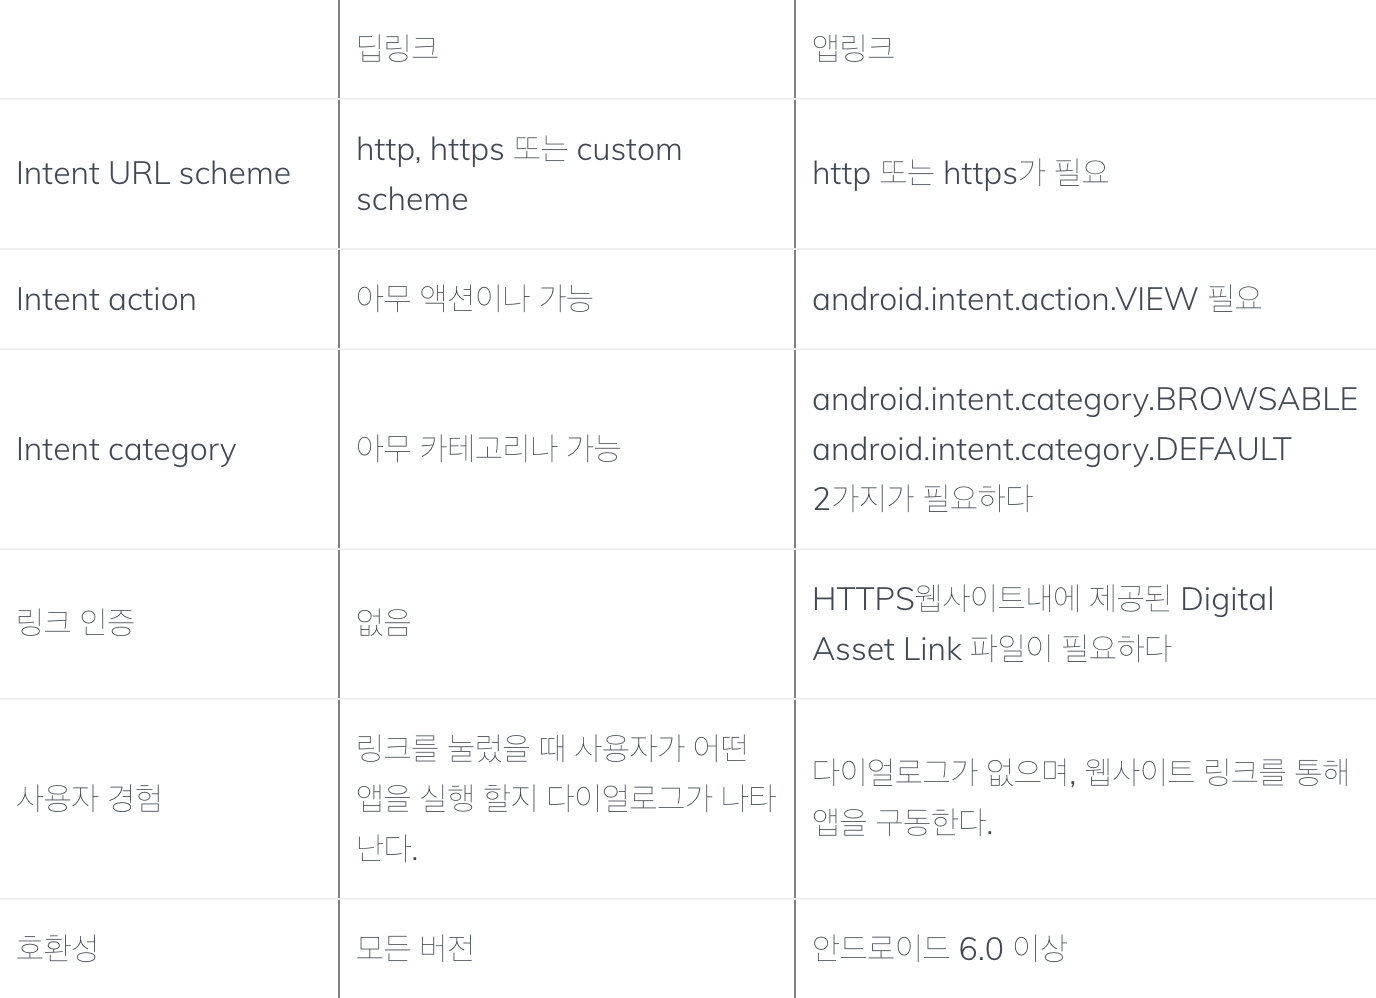 딥링크
앱링크
Intent URL scheme
http, https 또는 custom
scheme
http 또는 https가 필요
Intent action
아무 액션이나 가능
android.intent.action.VIEW 필요
Intent category
아무 카테고리나 가능
android.intent.category.BROWSABLE
android.intent.category.DEFAULT
2가지가 필요하다
링크 인증
없음
HTTPS웹사이트내에 제공된 Digital
Asset Link 파일이 필요하다
사용자 경험
링크를 눌렀을 때 사용자가 어떤
앱을 실행 할지 다이얼로그가 나타
난다.
다이얼로그가 없으며, 웹사이트 링크를 통해
앱을 구동한다.
호환성
모든 버전
안드로이드 6.0 이상